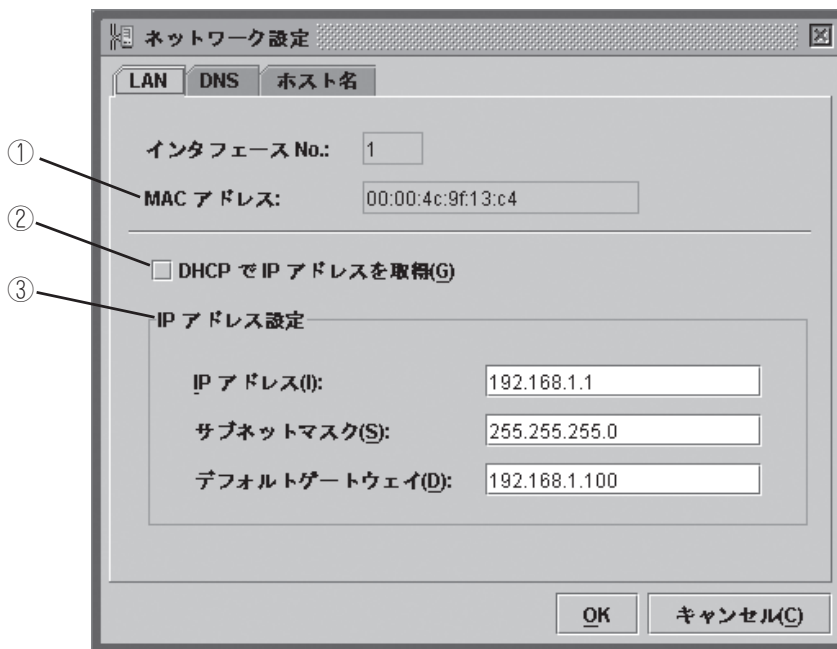 ネットワーク設定
LAN DNS ホスト名
インタフェース No.: 1
① MAC アドレス: 00:00:4c:9f:13:c4
② DHCP で IP アドレスを取得(G)
③ IP アドレス設定
IP アドレス(I): 192.168.1.1
サブネットマスク(S): 255.255.255.0
デフォルトゲートウェイ(D): 192.168.1.100
OK キャンセル(C)